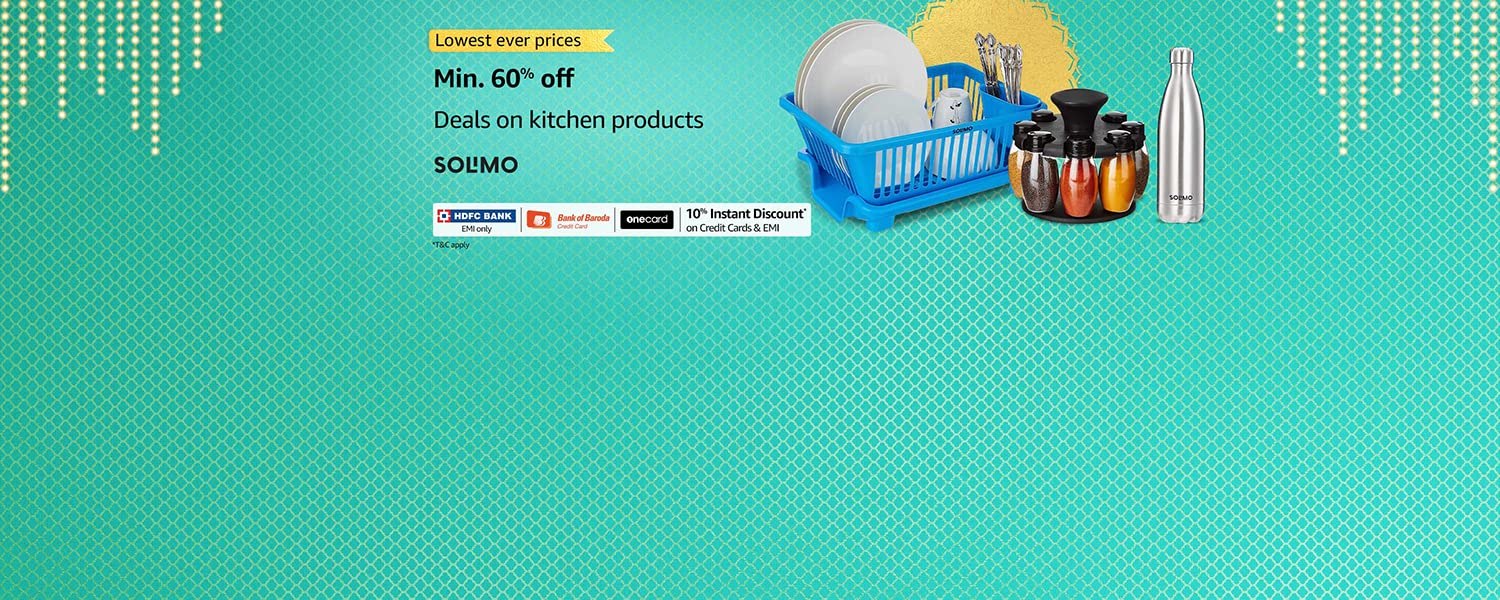 Lowest ever prices
Min. 60% off
Deals on kitchen products
SOLIMO
HDFC BANK
EMI only
Bank of Baroda
Credit Card
onecard
10% Instant Discount*
on Credit Cards & EMI
*T&C apply
SOLIMO
SOLIMO